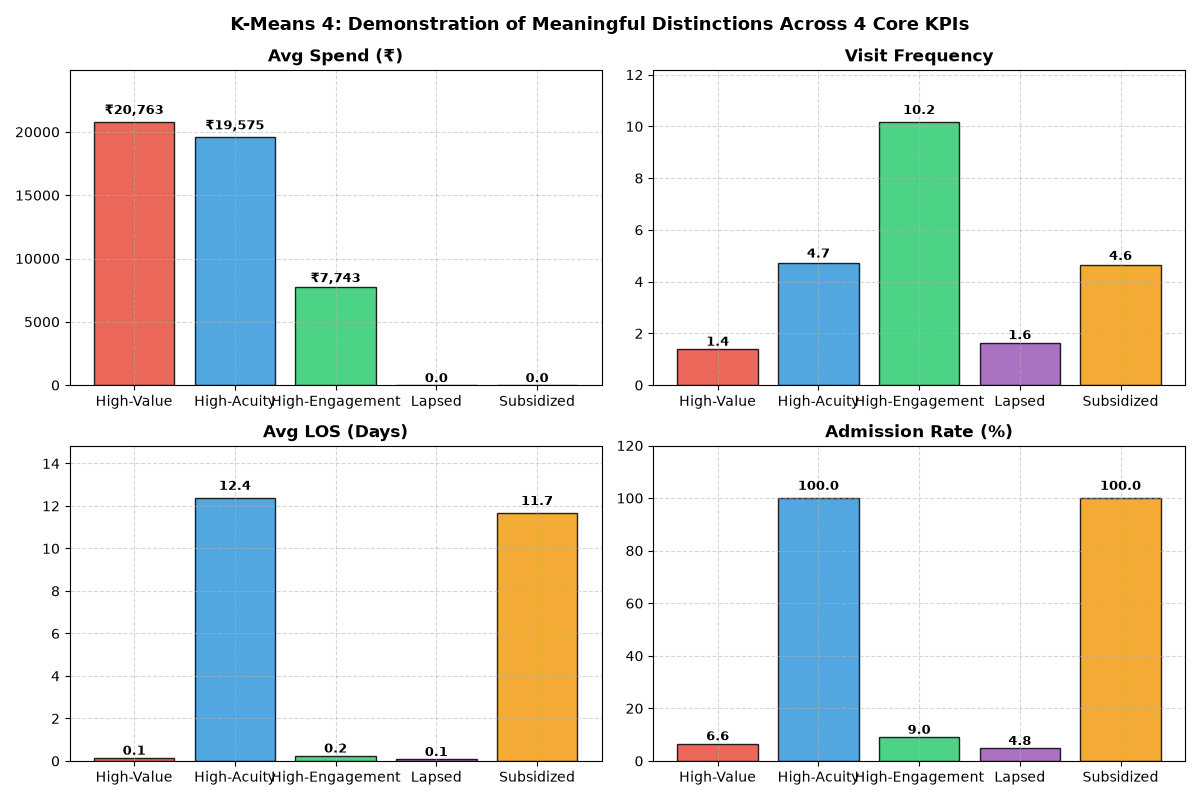 K-Means 4: Demonstration of Meaningful Distinctions Across 4 Core KPIs
Avg Spend (₹)
20000
15000
10000
5000
0
₹20,763
₹19,575
₹7,743
0.0
0.0
High-Value
High-Acuity
High-Engagement
Lapsed
Subsidized
Visit Frequency
12
10
8
6
4
2
0
1.4
4.7
10.2
1.6
4.6
High-Value
High-Acuity
High-Engagement
Lapsed
Subsidized
Avg LOS (Days)
14
12
10
8
6
4
2
0
0.1
12.4
0.2
0.1
11.7
High-Value
High-Acuity
High-Engagement
Lapsed
Subsidized
Admission Rate (%)
120
100
80
60
40
20
0
6.6
100.0
9.0
4.8
100.0
High-Value
High-Acuity
High-Engagement
Lapsed
Subsidized